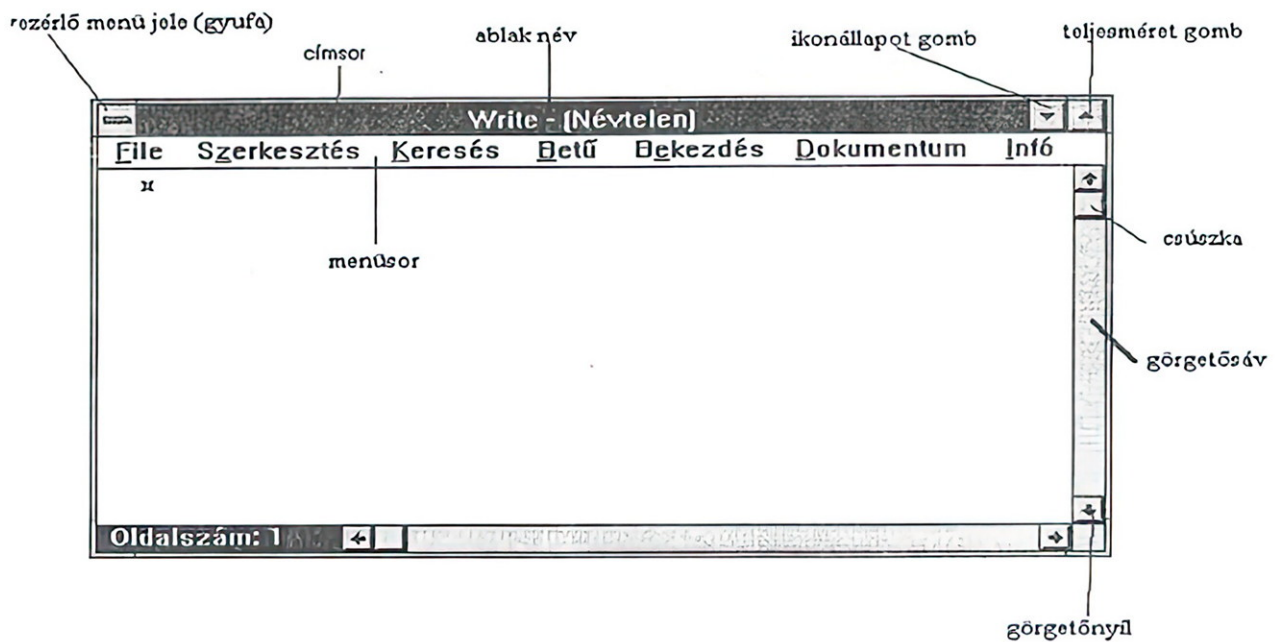 rozérlő menü jele (gyufa)
címsor
ablak név
ikonállapot gomb
teljesméret gomb
Write - (Névtelen)
File Szerkesztés Keresés Betű Bekezdés Dokumentum Infó
¤
menüsor
csúszka
görgetősáv
Oldalszám: 1
görgetőnyíl